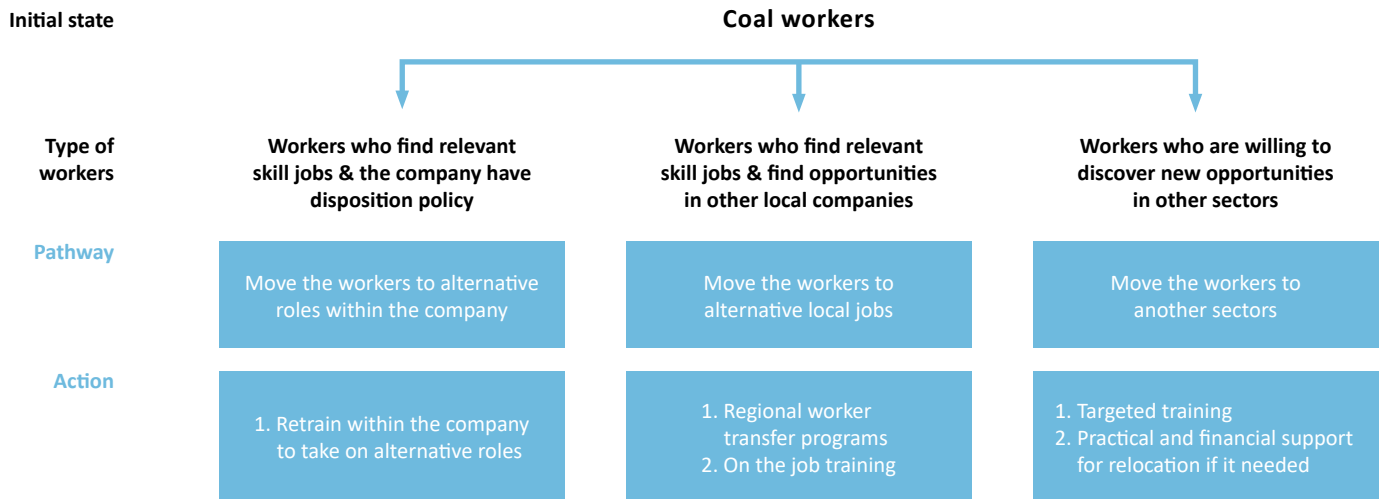 Initial state
Coal workers
Type of
workers
Workers who find relevant
skill jobs & the company have
disposition policy
Workers who find relevant
skill jobs & find opportunities
in other local companies
Workers who are willing to
discover new opportunities
in other sectors
Pathway
Move the workers to alternative
roles within the company
Move the workers to
alternative local jobs
Move the workers to
another sectors
Action
1. Retrain within the company
to take on alternative roles
1. Regional worker
transfer programs
2. On the job training
1. Targeted training
2. Practical and financial support
for relocation if it needed